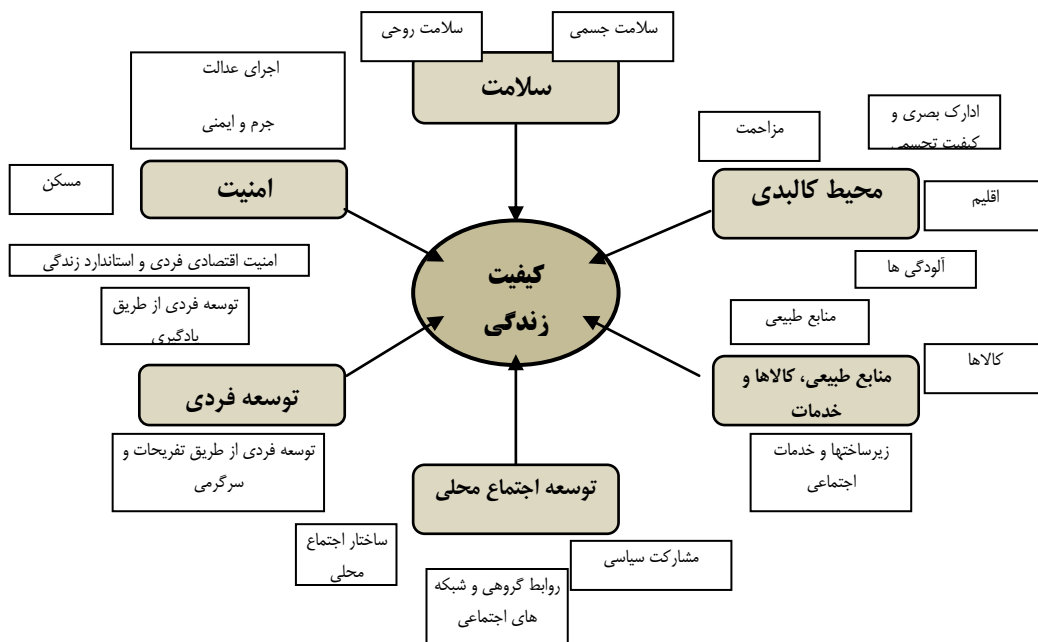 سلامت روحی
سلامت جسمی
سلامت
اجرای عدالت
جرم و ایمنی
امنیت
مسکن
امنیت اقتصادی فردی و استاندارد زندگی
مزاحمت
ادارک بصری و
کیفیت تجسمی
محیط کالبدی
اقلیم
آلودگی ها
کیفیت
زندگی
توسعه فردی از طریق
یادگیری
توسعه فردی
توسعه فردی از طریق تفریحات و
سرگرمی
منابع طبیعی
کالاها
منابع طبیعی، کالاها و
خدمات
زیرساختها و خدمات
اجتماعی
توسعه اجتماع محلی
ساختار اجتماع
محلی
روابط گروهی و شبکه
های اجتماعی
مشارکت سیاسی